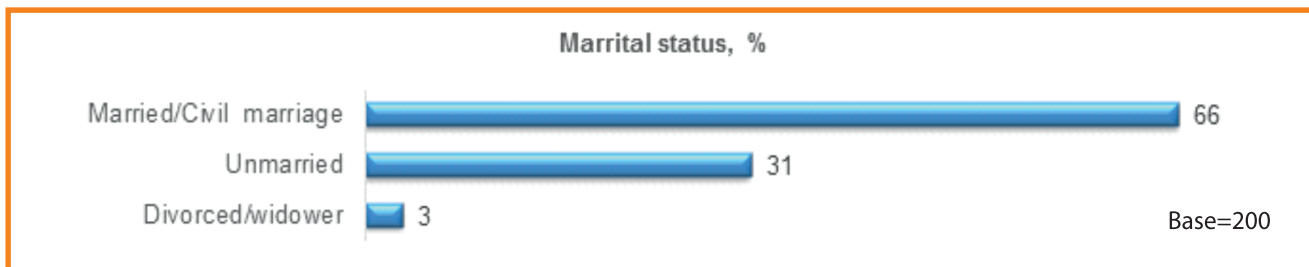 Marrital status, %
Married/Civil marriage 66
Unmarried 31
Divorced/widower 3
Base=200